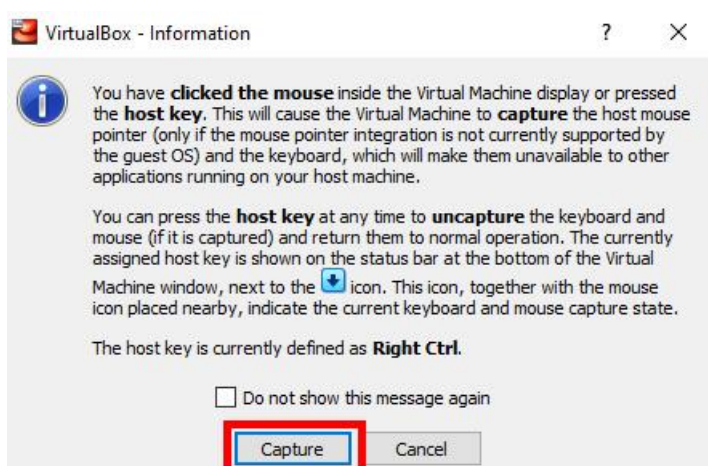 VirtualBox - Information ? X
You have clicked the mouse inside the Virtual Machine display or pressed
the host key. This will cause the Virtual Machine to capture the host mouse
pointer (only if the mouse pointer integration is not currently supported by
the guest OS) and the keyboard, which will make them unavailable to other
applications running on your host machine.
You can press the host key at any time to uncapture the keyboard and
mouse (if it is captured) and return them to normal operation. The currently
assigned host key is shown on the status bar at the bottom of the Virtual
Machine window, next to the icon. This icon, together with the mouse
icon placed nearby, indicate the current keyboard and mouse capture state.
The host key is currently defined as Right Ctrl.
Do not show this message again
Capture Cancel